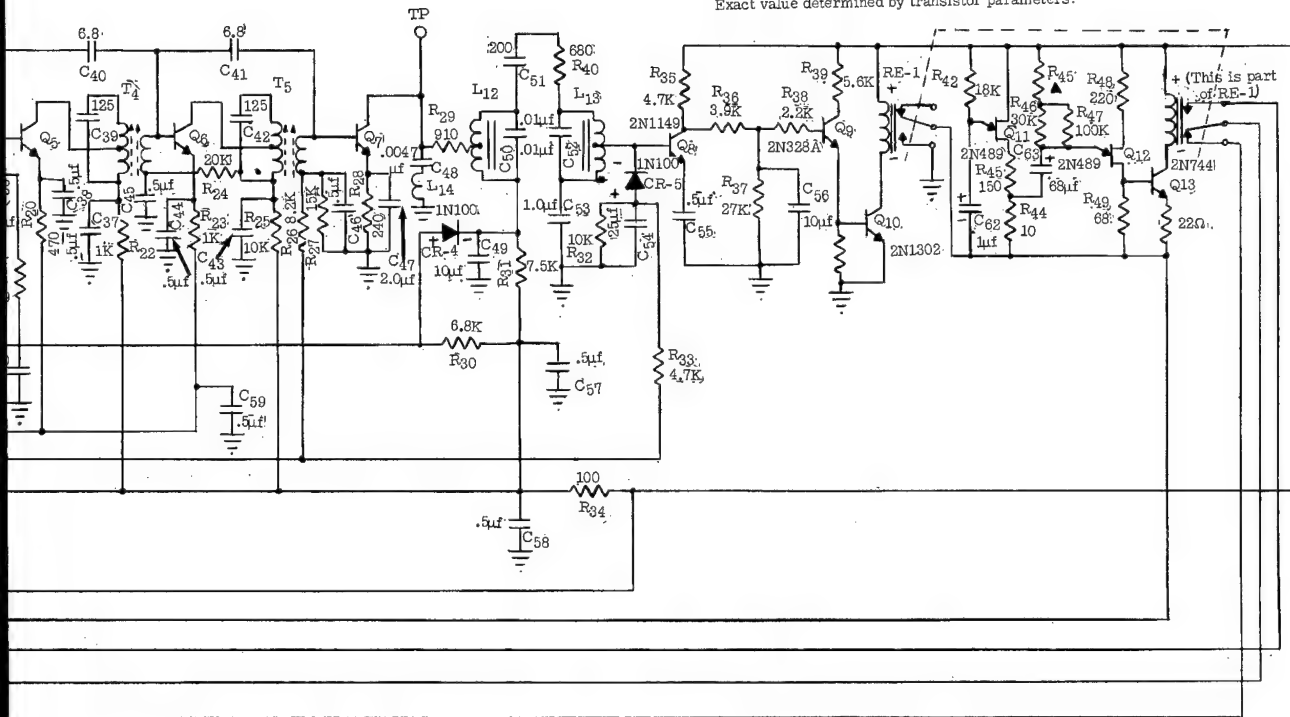 Exact value determined by transistor parameters.
TP
6.8
C40
6.8
C41
T4
125
C39
Q5
R20
470
.5μf
C38
.5μf
C37
1K
R22
C45
.5μf
Q6
20K
R24
C44
.5μf
R23
1K
C43
.5μf
T5
125
C42
R25
10K
R26 8.2K
R27
15K
.5μf
C46
Q7
R28
240
C47
2.0μf
R29
910
.0047
μf
C48
L14
1N100
+
CR-4
10μf
C49
R31
7.5K
6.8K
R30
C59
.5μf
.5μf
C57
.5μf
C58
100
R34
L12
200
C51
680
R40
L13
.01μf
C50
.01μf
C52
1.0μf
C53
10K
R32
.25μf
C54
-
1N100
CR-5
+
R33
4.7K
R35
4.7K
2N1149
Q8
.5μf
C55
R36
3.9K
R38
2.2K
2N328A
R37
27K
C56
10μf
R39
5.6K
Q9
Q10
2N1302
RE-1
+
-
R42
18K
Q11
2N489
+
C62
1μf
R45
▲
R46
30K
R47
100K
C63
+
.68μf
R45
150
R44
10
2N489
R48
220
Q12
R49
68
2N744
Q13
22Ω
+
-
(This is part
of RE-1)